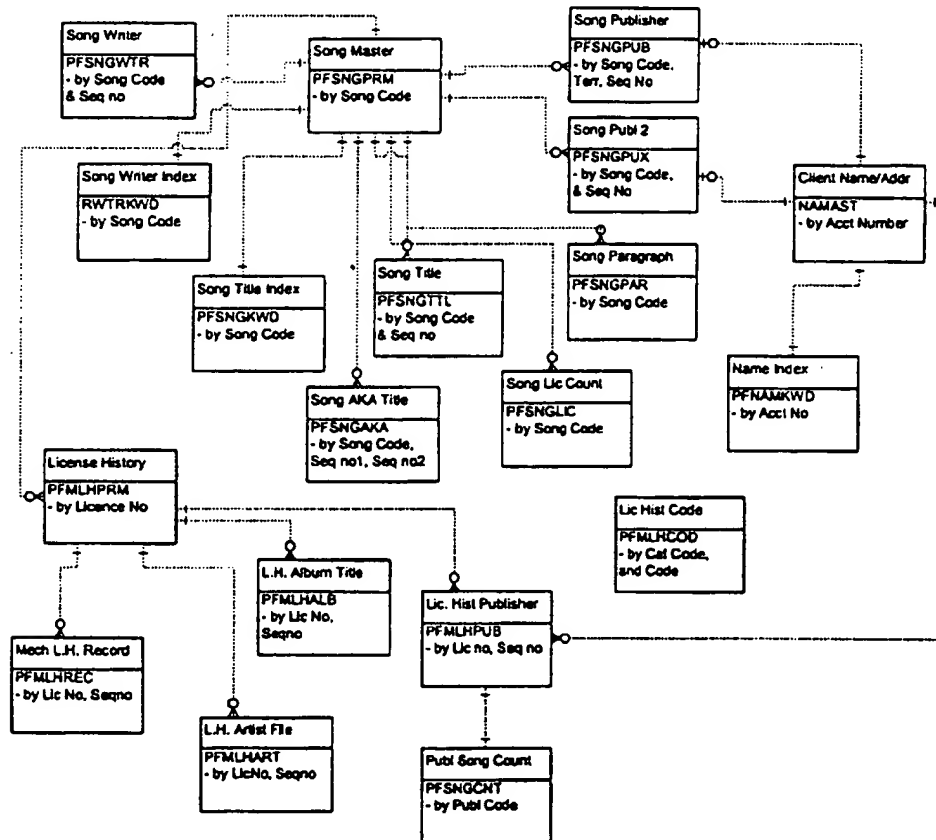 Song Writer
PFSNGWTR
- by Song Code
& Seq no
Song Master
PFSNGPRM
- by Song Code
Song Publisher
PFSNGPUB
- by Song Code,
Terr, Seq No
Song Publ 2
PFSNGPUX
- by Song Code,
& Seq No
Client Name/Addr
NAMAST
- by Acct Number
Song Writer Index
RWTRKWD
- by Song Code
Song Title Index
PFSNGKWD
- by Song Code
Song Title
PFSNGTTL
- by Song Code
& Seq no
Song Paragraph
PFSNGPAR
- by Song Code
Song AKA Title
PFSNGAKA
- by Song Code,
Seq no1, Seq no2
Song Lic Count
PFSNGLIC
- by Song Code
Name Index
PFNAMKWD
- by Acct No
License History
PFMLHPRM
- by Licence No
Lic Hist Code
PFMLHCOD
- by Cat Code,
and Code
L.H. Album Title
PFMLHALB
- by Lic No,
Seqno
Lic. Hist Publisher
PFMLHPUB
- by Lic no, Seq no
Mech L.H. Record
PFMLHREC
- by Lic No, Seqno
L.H. Artist File
PFMLHART
- by LicNo, Seqno
Publ Song Count
PFSNGCNT
- by Publ Code